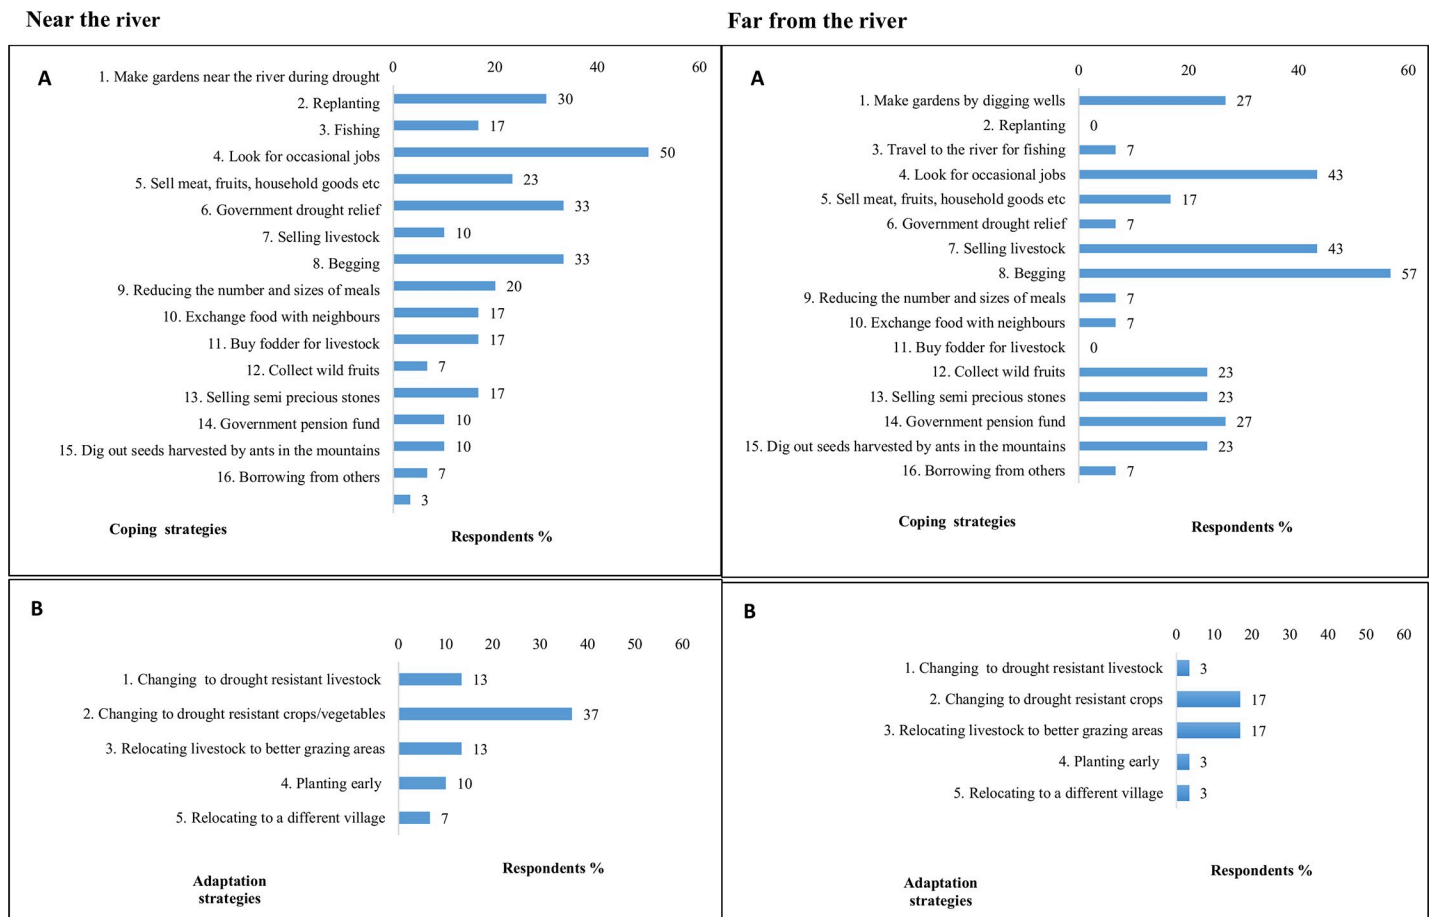 Near the river
A
0 20 40 60
1. Make gardens near the river during drought
30
2. Replanting
17
3. Fishing
50
4. Look for occasional jobs
23
5. Sell meat, fruits, household goods etc
33
6. Government drought relief
10
7. Selling livestock
33
8. Begging
20
9. Reducing the number and sizes of meals
17
10. Exchange food with neighbours
17
11. Buy fodder for livestock
7
12. Collect wild fruits
17
13. Selling semi precious stones
10
14. Government pension fund
10
15. Dig out seeds harvested by ants in the mountains
7
16. Borrowing from others
3
Coping strategies
Respondents %
Far from the river
A
0 20 40 60
1. Make gardens by digging wells 27
2. Replanting 0
3. Travel to the river for fishing 7
4. Look for occasional jobs 43
5. Sell meat, fruits, household goods etc 17
6. Government drought relief 7
7. Selling livestock 43
8. Begging 57
9. Reducing the number and sizes of meals 7
10. Exchange food with neighbours 7
11. Buy fodder for livestock 0
12. Collect wild fruits 23
13. Selling semi precious stones 23
14. Government pension fund 27
15. Dig out seeds harvested by ants in the mountains 23
16. Borrowing from others 7
Coping strategies
Respondents %
B
0 10 20 30 40 50 60
1. Changing to drought resistant livestock 13
2. Changing to drought resistant crops/vegetables 37
3. Relocating livestock to better grazing areas 13
4. Planting early 10
5. Relocating to a different village 7
Respondents %
Adaptation
strategies
B
0 10 20 30 40 50 60
1. Changing to drought resistant livestock 3
2. Changing to drought resistant crops 17
3. Relocating livestock to better grazing areas 17
4. Planting early 3
5. Relocating to a different village 3
Respondents %
Adaptation
strategies